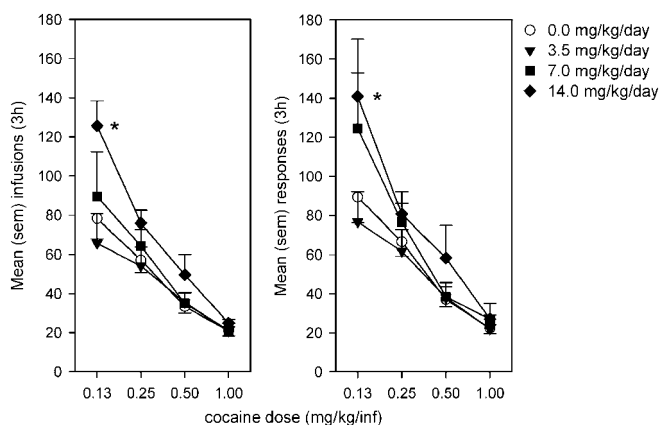 Mean (sem) infusions (3h)
180
160
140
120
100
80
60
40
20
0
*
0.13 0.25 0.50 1.00
Mean (sem) responses (3h)
180
160
140
120
100
80
60
40
20
0
*
0.13 0.25 0.50 1.00
cocaine dose (mg/kg/inf)
0.0 mg/kg/day
3.5 mg/kg/day
7.0 mg/kg/day
14.0 mg/kg/day